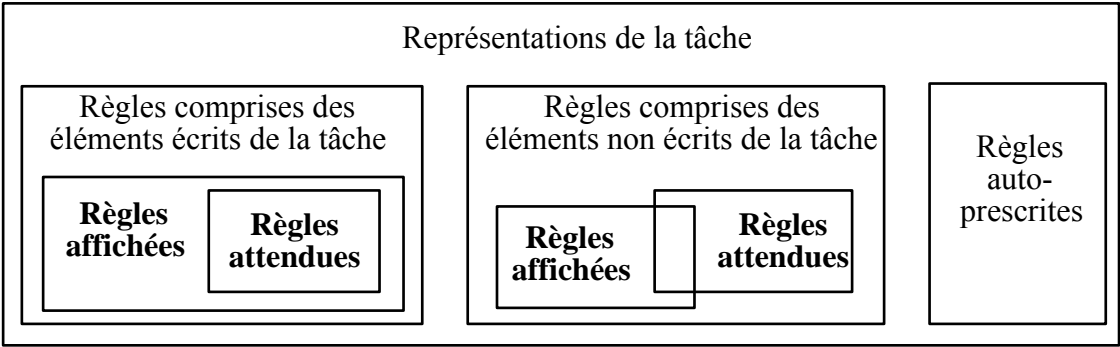 Représentations de la tâche
Règles comprises des
éléments écrits de la tâche
Règles
affichées
Règles
attendues
Règles comprises des
éléments non écrits de la tâche
Règles
affichées
Règles
attendues
Règles
auto-
prescrites